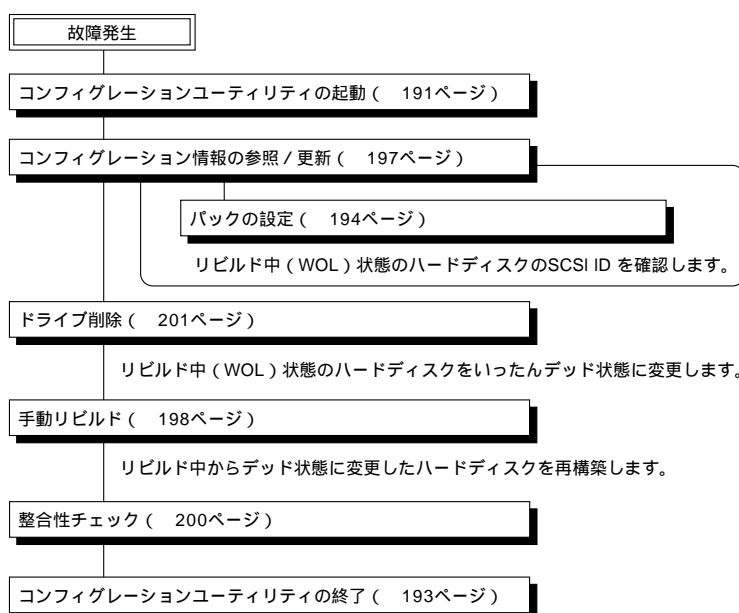 故障発生
コンフィグレーションユーティリティの起動(　191ページ)
コンフィグレーション情報の参照/更新(　197ページ)
パックの設定(　194ページ)
リビルド中(WOL)状態のハードディスクのSCSI ID を確認します。
ドライブ削除(　201ページ)
リビルド中(WOL)状態のハードディスクをいったんデッド状態に変更します。
手動リビルド(　198ページ)
リビルド中からデッド状態に変更したハードディスクを再構築します。
整合性チェック(　200ページ)
コンフィグレーションユーティリティの終了(　193ページ)